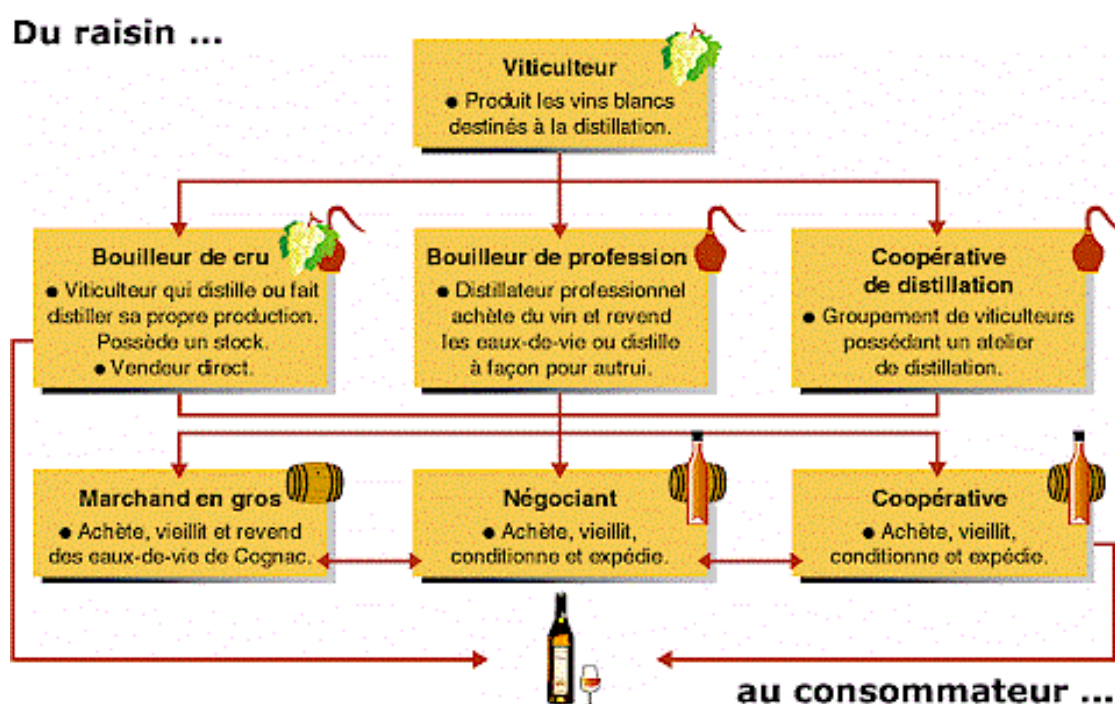 Du raisin ...
Viticulteur
● Produit les vins blancs
destinés à la distillation.
Bouilleur de cru
● Viticulteur qui distille ou fait
distiller sa propre production.
Possède un stock.
● Vendeur direct.
Bouilleur de profession
● Distillateur professionnel
achète du vin et revend
les eaux-de-vie ou distille
à façon pour autrui.
Coopérative
de distillation
● Groupement de viticulteurs
possédant un atelier
de distillation.
Marchand en gros
● Achète, vieillit et revend
des eaux-de-vie de Cognac.
Négociant
● Achète, vieillit,
conditionne et expédie.
Coopérative
● Achète, vieillit,
conditionne et expédie.
au consommateur ...